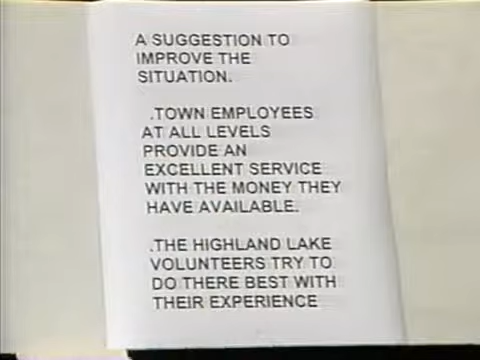 A SUGGESTION TO
IMPROVE THE
SITUATION.
.TOWN EMPLOYEES
AT ALL LEVELS
PROVIDE AN
EXCELLENT SERVICE
WITH THE MONEY THEY
HAVE AVAILABLE.
.THE HIGHLAND LAKE
VOLUNTEERS TRY TO
DO THERE BEST WITH
THEIR EXPERIENCE